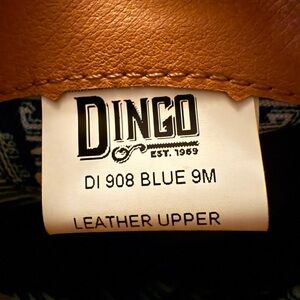 DINGO
EST. 1969
DI 908 BLUE 9M
LEATHER UPPER